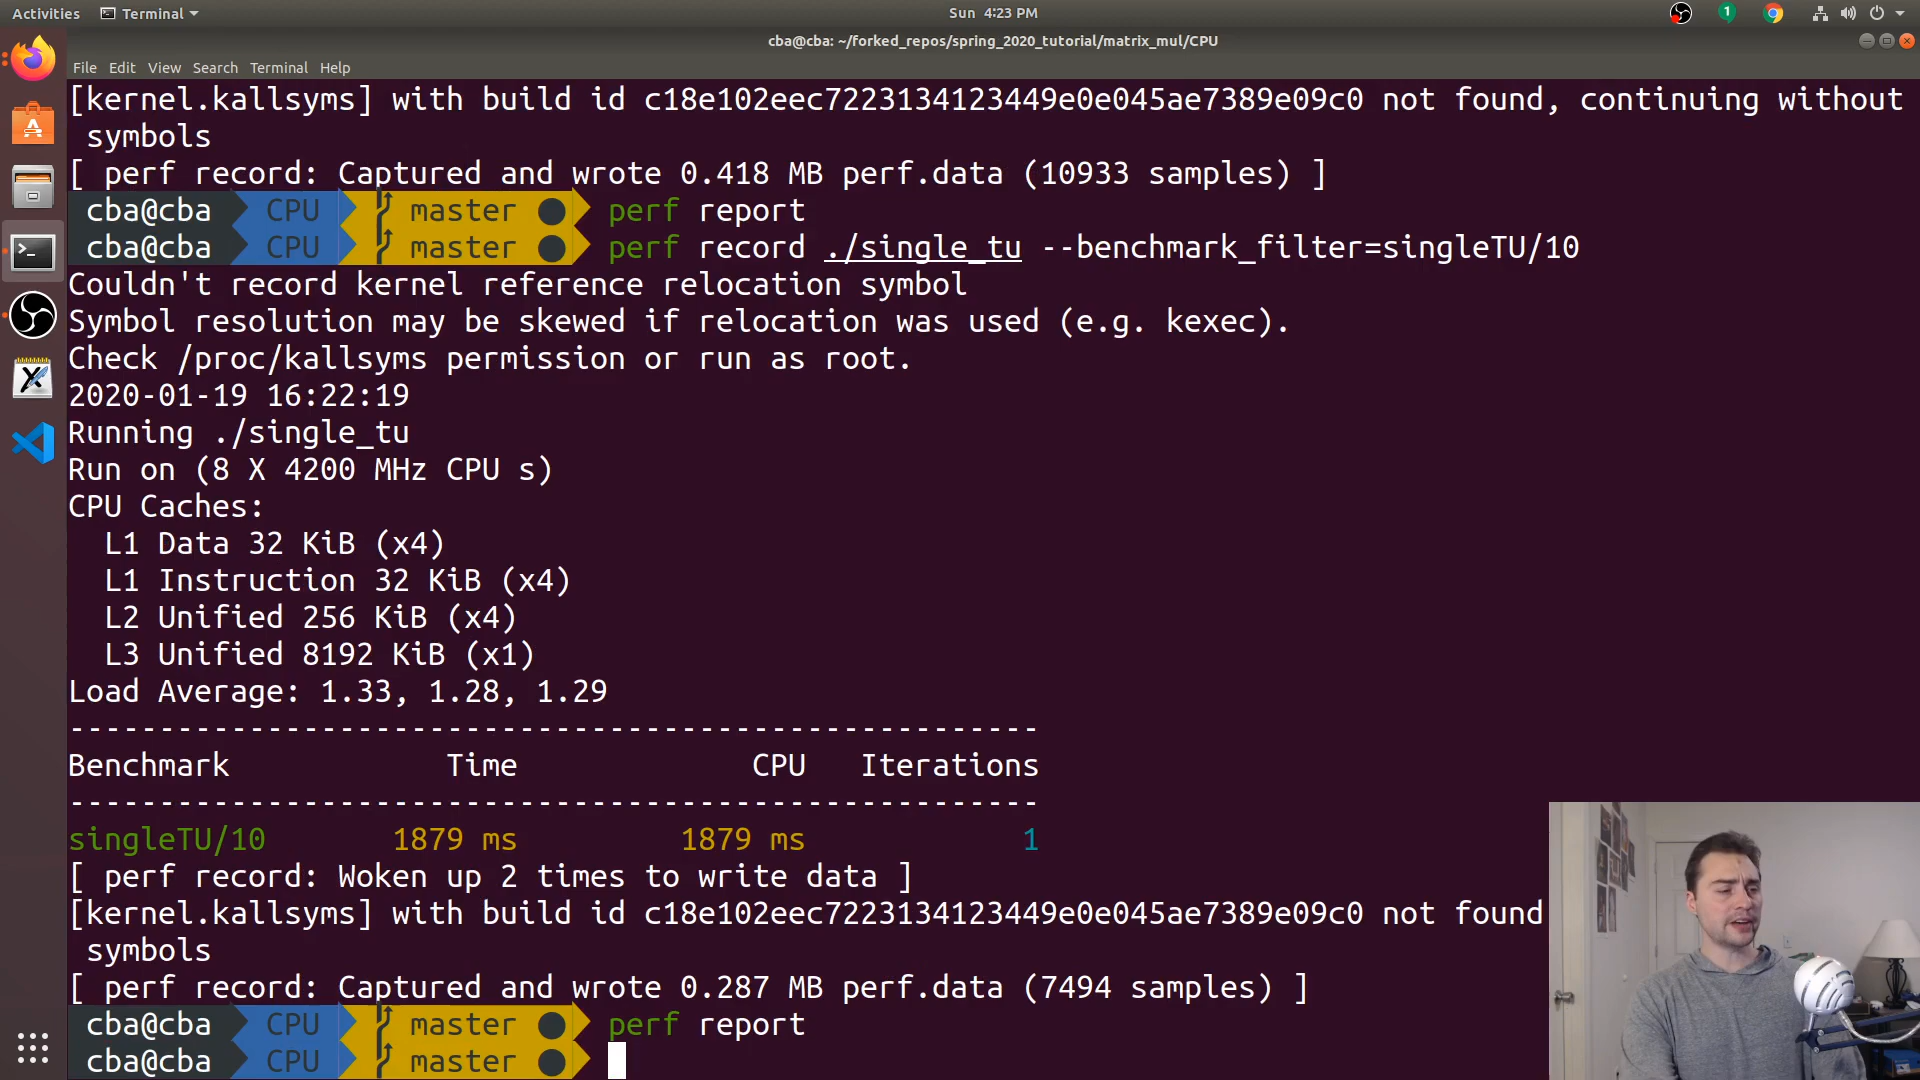 Activities Terminal Sun 4:23 PM 1
cba@cba: ~/forked_repos/spring_2020_tutorial/matrix_mul/CPU
File Edit View Search Terminal Help
[kernel.kallsyms] with build id c18e102eec7223134123449e0e045ae7389e09c0 not found, continuing without
symbols
[ perf record: Captured and wrote 0.418 MB perf.data (10933 samples) ]
cba@cba CPU master ● perf report
cba@cba CPU master ● perf record ./single_tu --benchmark_filter=singleTU/10
Couldn't record kernel reference relocation symbol
Symbol resolution may be skewed if relocation was used (e.g. kexec).
Check /proc/kallsyms permission or run as root.
2020-01-19 16:22:19
Running ./single_tu
Run on (8 X 4200 MHz CPU s)
CPU Caches:
L1 Data 32 KiB (x4)
L1 Instruction 32 KiB (x4)
L2 Unified 256 KiB (x4)
L3 Unified 8192 KiB (x1)
Load Average: 1.33, 1.28, 1.29
------------------------------------------------------
Benchmark Time CPU Iterations
------------------------------------------------------
singleTU/10 1879 ms 1879 ms 1
[ perf record: Woken up 2 times to write data ]
[kernel.kallsyms] with build id c18e102eec7223134123449e0e045ae7389e09c0 not found
symbols
[ perf record: Captured and wrote 0.287 MB perf.data (7494 samples) ]
cba@cba CPU master ● perf report
cba@cba CPU master ●